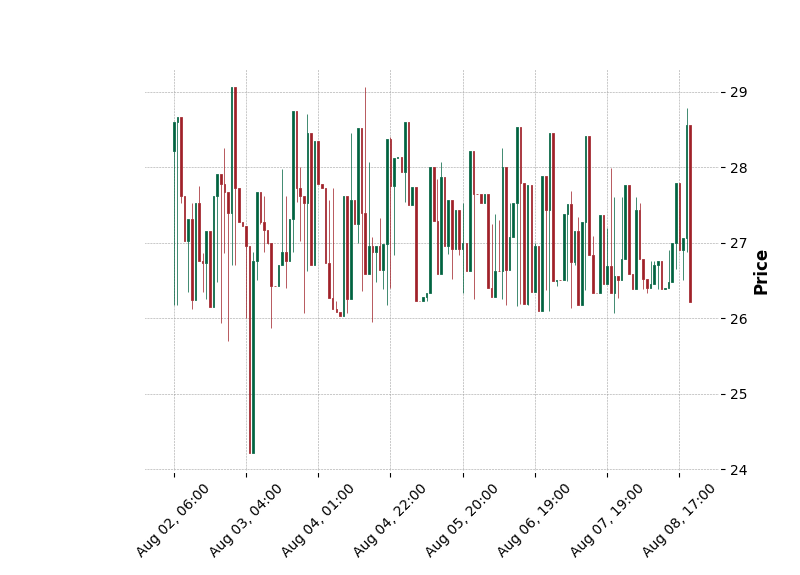 29
28
27
26
25
24
Price
Aug 02, 06:00
Aug 03, 04:00
Aug 04, 01:00
Aug 04, 22:00
Aug 05, 20:00
Aug 06, 19:00
Aug 07, 19:00
Aug 08, 17:00